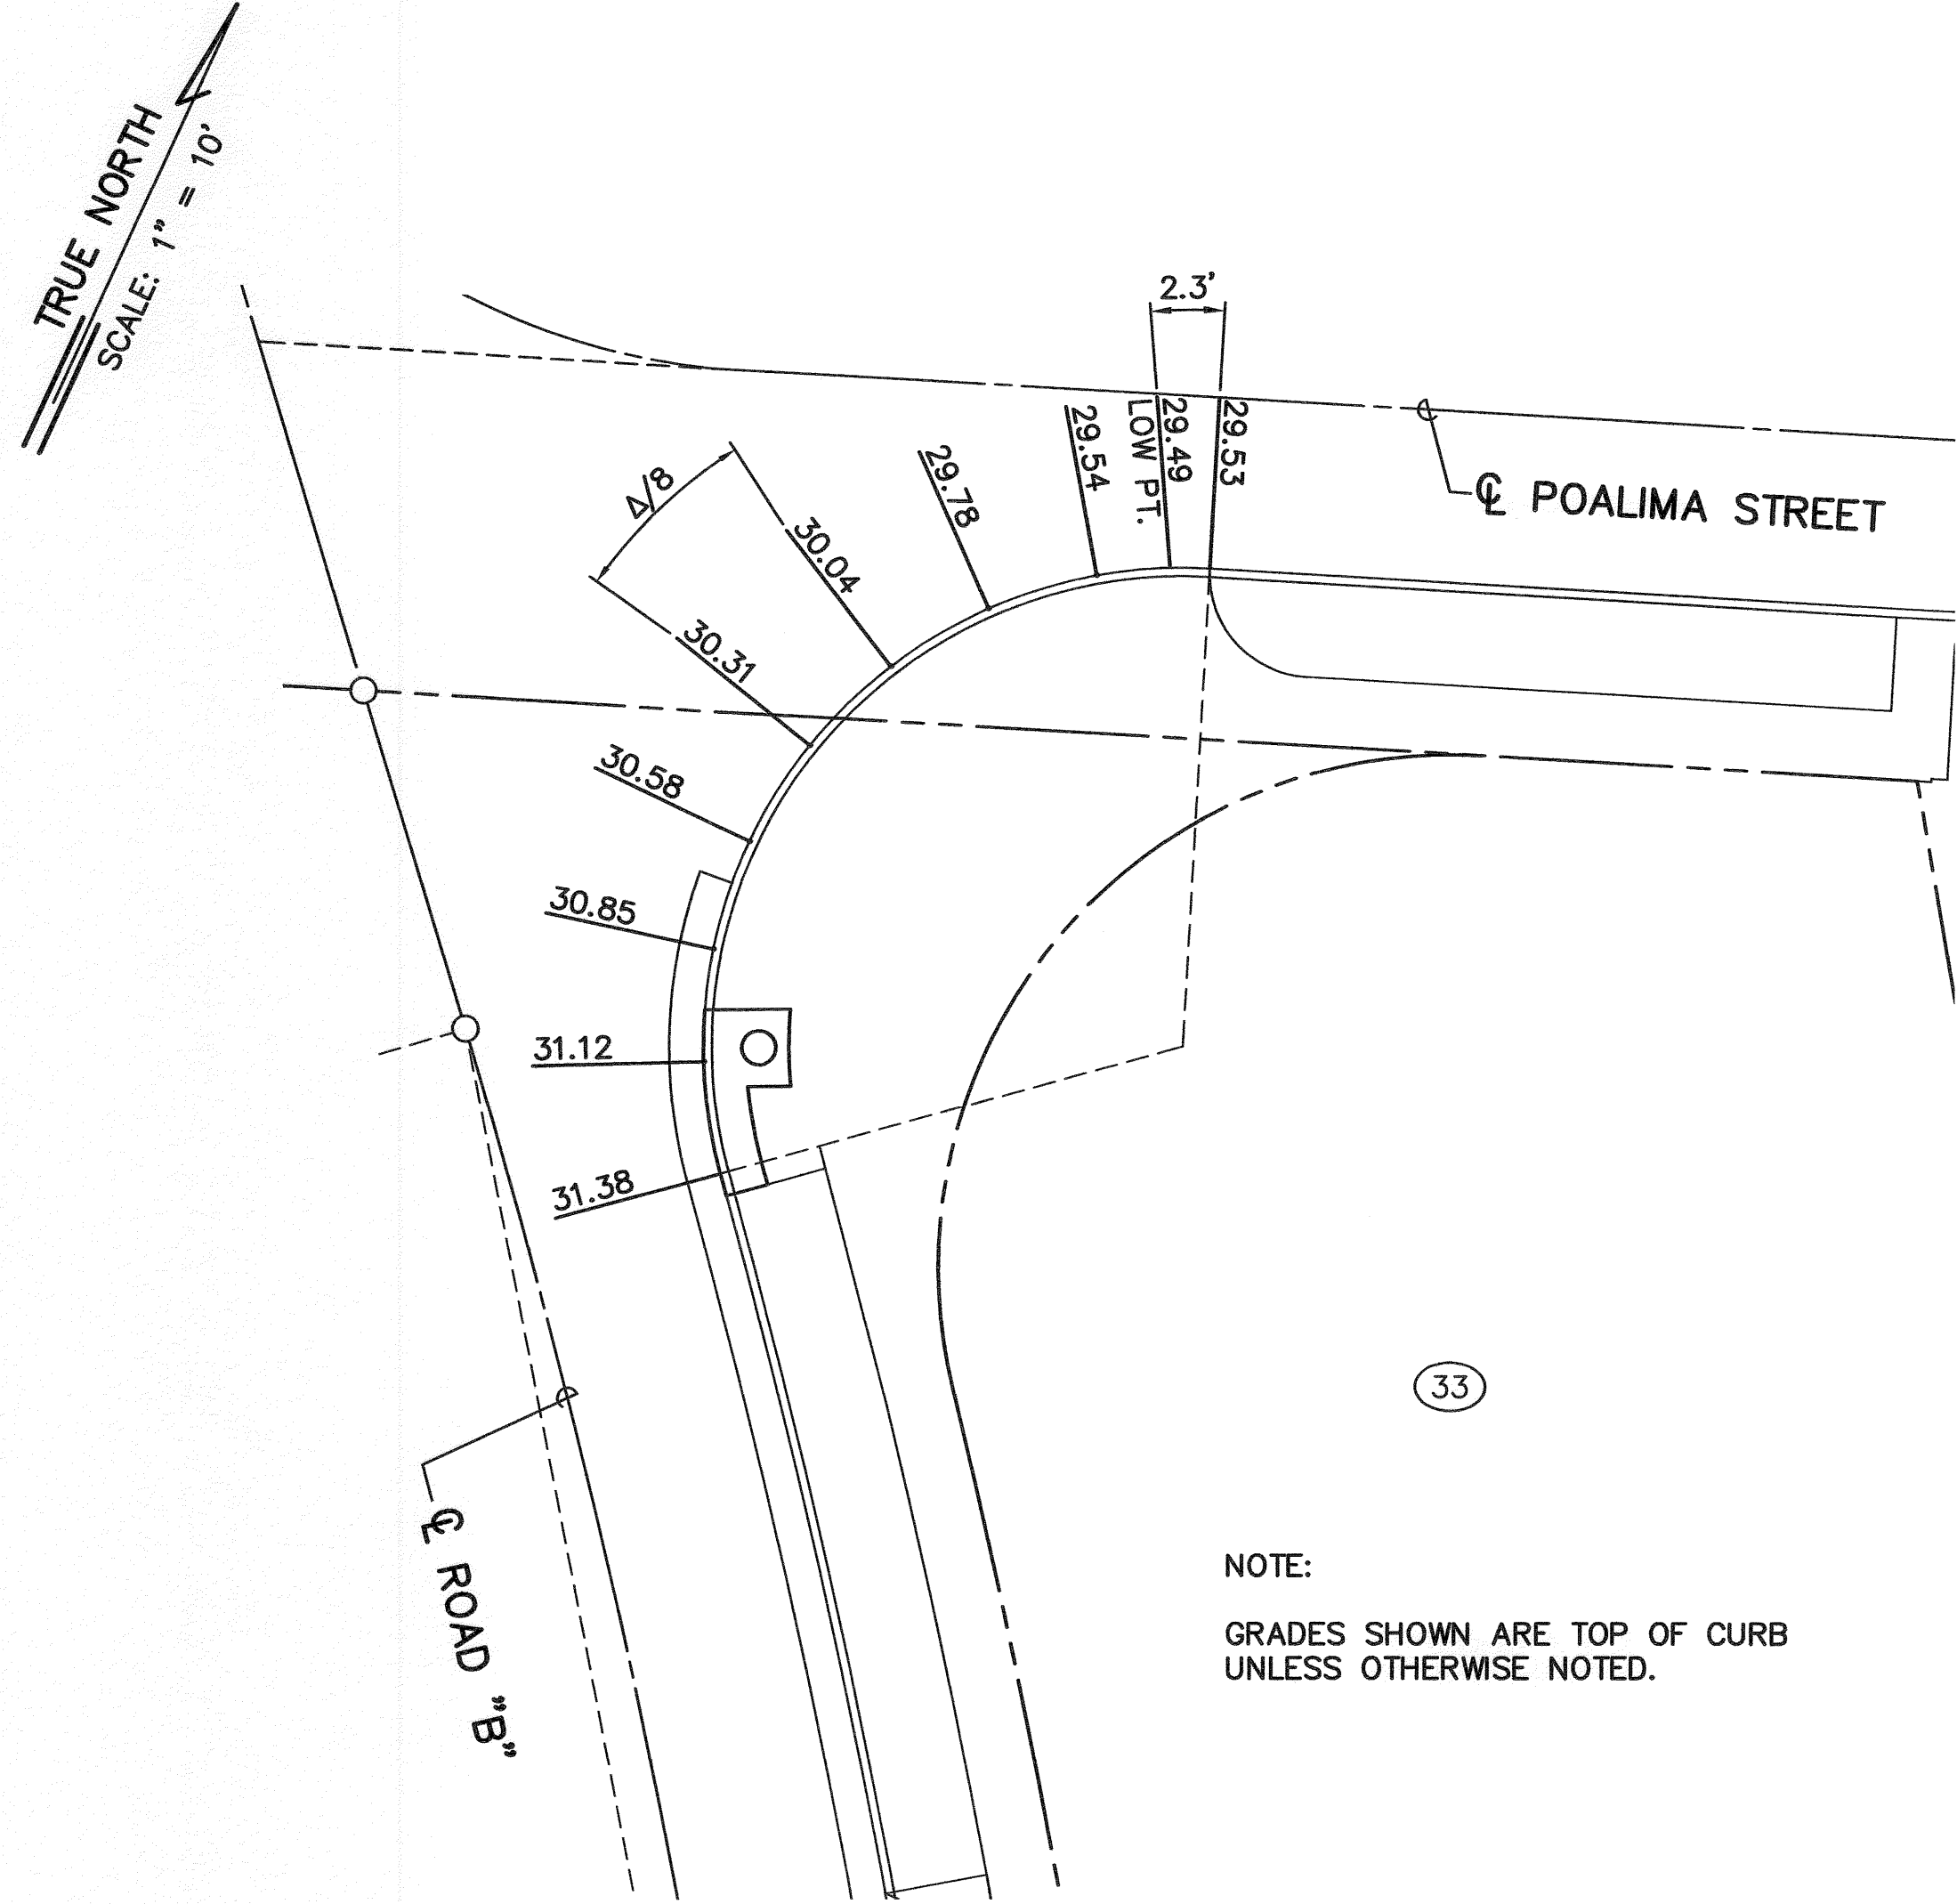 TRUE NORTH
SCALE: 1" = 10'
2.3'
29.53
29.49
LOW PT.
29.54
29.78
30.04
Δ/8
30.31
30.58
30.85
31.12
31.38
℄ POALIMA STREET
℄ ROAD "B"
33
NOTE:
GRADES SHOWN ARE TOP OF CURB
UNLESS OTHERWISE NOTED.